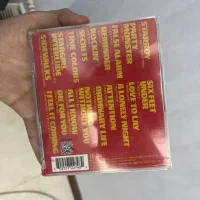 STARBOY
PARTY
MONSTER
FALSE ALARM
REMINDER
ROCKIN'
SECRETS
TRUE COLORS
STARGIRL
INTERLUDE
SIDEWALKS
SIX FEET
UNDER
LOVE TO LAY
A LONELY NIGHT
ATTENTION
ORDINARY LIFE
NOTHING
WITHOUT YOU
ALL I KNOW
DIE FOR YOU
I FEEL IT COMING